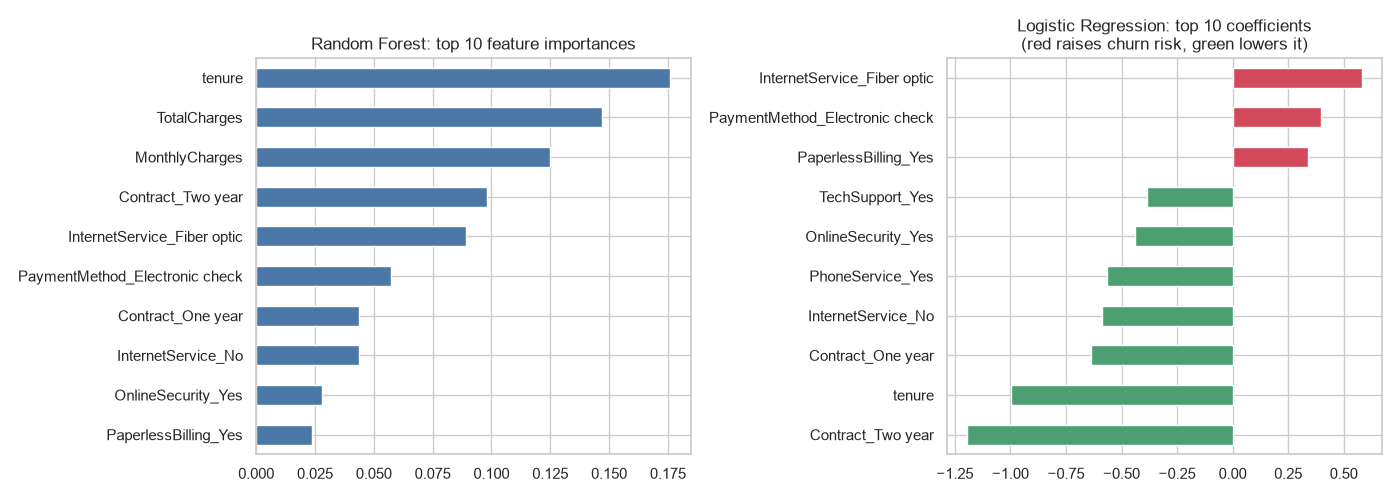 Random Forest: top 10 feature importances
tenure
TotalCharges
MonthlyCharges
Contract_Two year
InternetService_Fiber optic
PaymentMethod_Electronic check
Contract_One year
InternetService_No
OnlineSecurity_Yes
PaperlessBilling_Yes
0.000 0.025 0.050 0.075 0.100 0.125 0.150 0.175
Logistic Regression: top 10 coefficients
(red raises churn risk, green lowers it)
InternetService_Fiber optic
PaymentMethod_Electronic check
PaperlessBilling_Yes
TechSupport_Yes
OnlineSecurity_Yes
PhoneService_Yes
InternetService_No
Contract_One year
tenure
Contract_Two year
−1.25 −1.00 −0.75 −0.50 −0.25 0.00 0.25 0.50